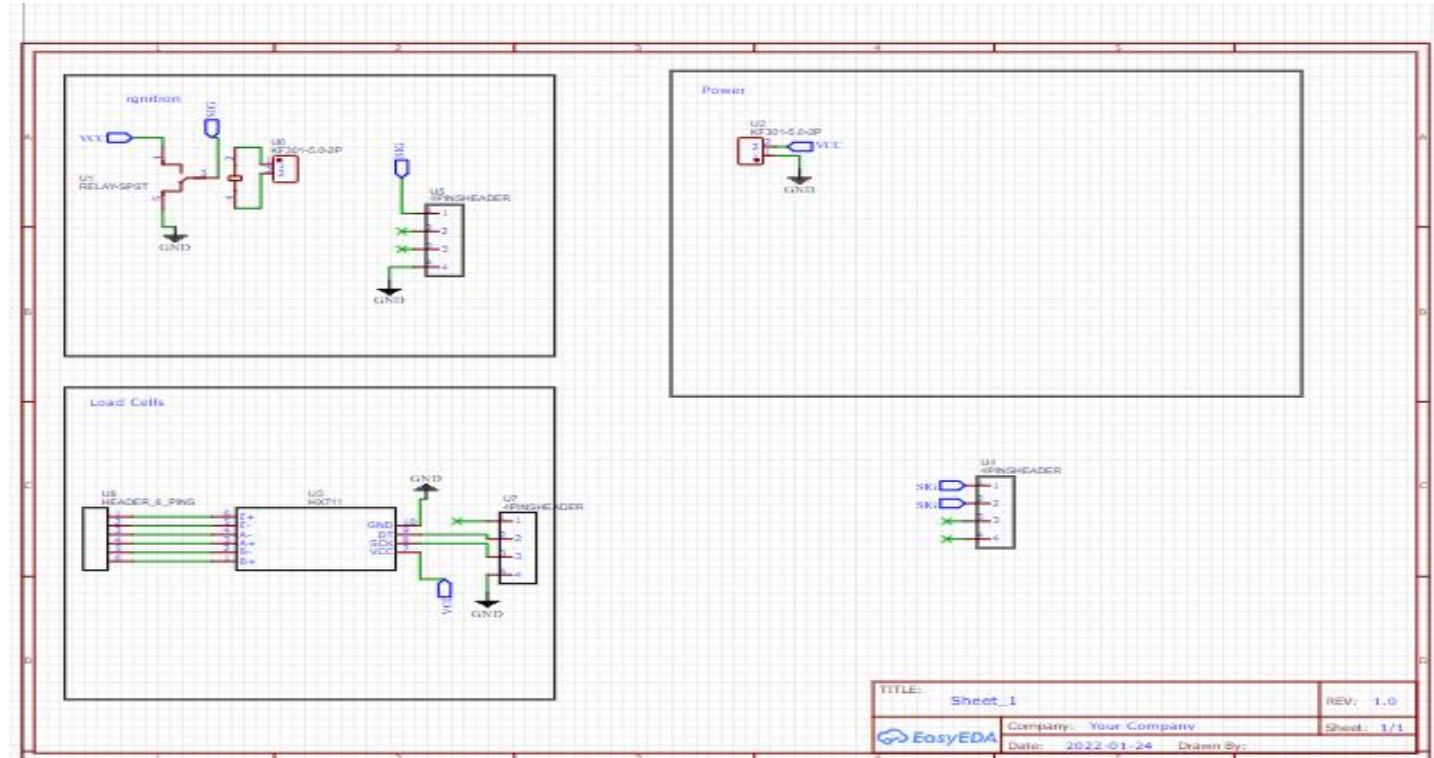 ignition
VCC
SIG
U1
RELAY-SPST
GND
U6
KF301-5.0-2P
SIG
U5
4PINSHEADER
1
2
3
4
GND
Power
U2
KF301-5.0-2P
VCC
GND
Load Cells
U8
HEADER_6_PINS
U3
GND
DT
VCC
GND
U7
4PINSHEADER
1
2
3
4
GND
U4
4PINSHEADER
SIG
SIG
1
2
3
4
TITLE:
Sheet_1
REV: 1.0
EasyEDA
Company: Your Company
Sheet: 1/1
Date: 2022-01-24 Drawn By: